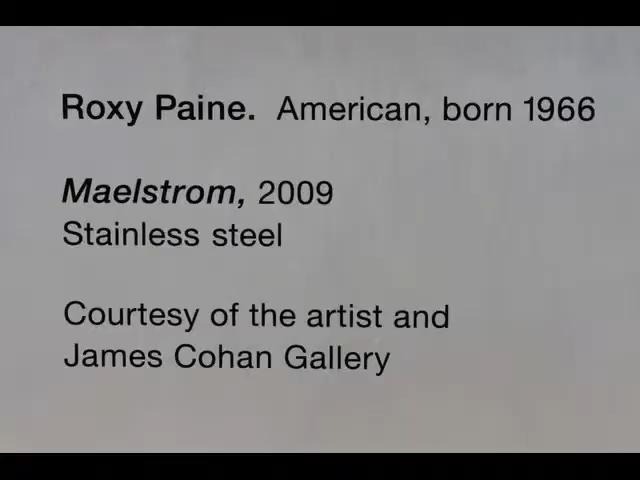 Roxy Paine. American, born 1966
Maelstrom, 2009
Stainless steel
Courtesy of the artist and
James Cohan Gallery